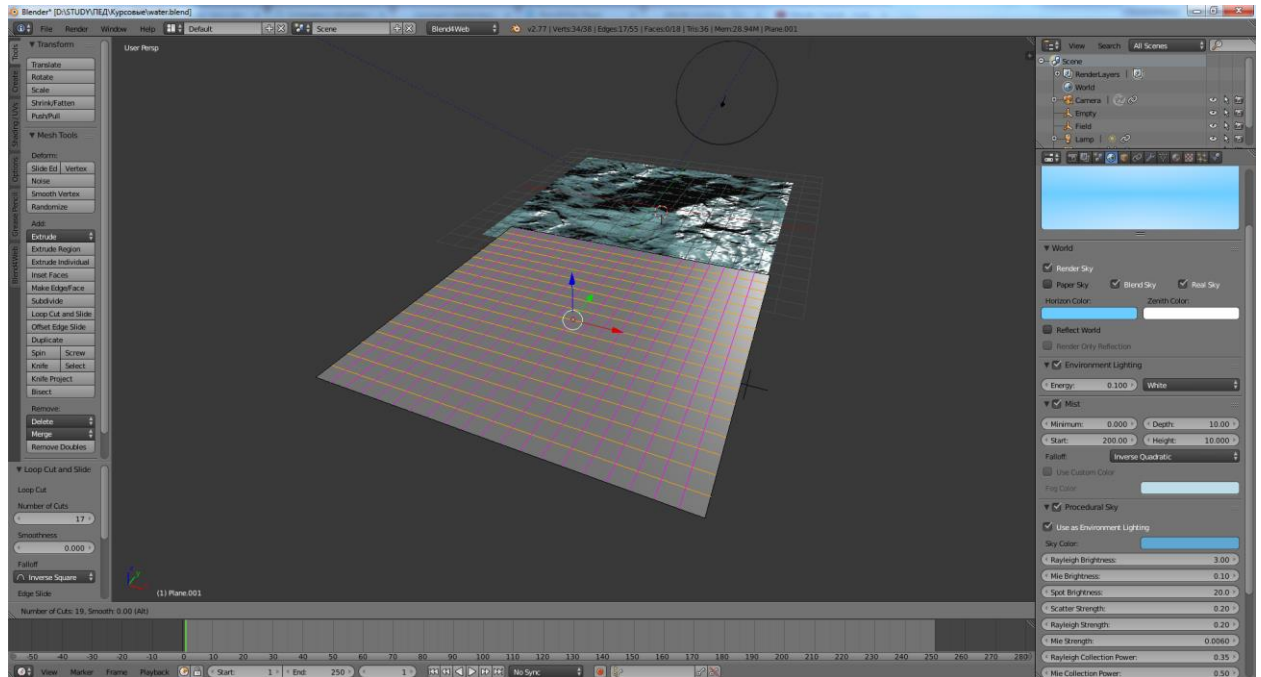 Blender* [D:\STUDY\ПЕД\Курсовые\water.blend]
File Render Window Help Default Scene Blend4Web v2.77 | Verts:34/38 | Edges:17/55 | Faces:0/18 | Tris:36 | Mem:28.94M | Plane.001
Tools
Create
Shading / UVs
Options
Grease Pencil
Blend4Web
Transform
Translate
Rotate
Scale
Shrink/Fatten
Push/Pull
Mesh Tools
Deform:
Slide Ed Vertex
Noise
Smooth Vertex
Randomize
Add:
Extrude
Extrude Region
Extrude Individual
Inset Faces
Make Edge/Face
Subdivide
Loop Cut and Slide
Offset Edge Slide
Duplicate
Spin Screw
Knife Select
Knife Project
Bisect
Remove:
Delete
Merge
Remove Doubles
Loop Cut and Slide
Loop Cut
Number of Cuts
17
Smoothness
0.000
Falloff
Inverse Square
Edge Slide
User Persp
(1) Plane.001
Number of Cuts: 19, Smooth: 0.00 (Alt)
-50 -40 -30 -20 -10 0 10 20 30 40 50 60 70 80 90 100 110 120 130 140 150 160 170 180 190 200 210 220 230 240 250 260 270 280
View Marker Frame Playback Start: 1 End: 250 1 No Sync
View Search All Scenes
Scene
RenderLayers
World
Camera
Empty
Field
Lamp
World
Render Sky
Paper Sky Blend Sky Real Sky
Horizon Color: Zenith Color:
Reflect World
Render Only Reflection
Environment Lighting
Energy: 0.100 White
Mist
Minimum: 0.000 Depth: 10.00
Start: 200.00 Height: 10.000
Falloff: Inverse Quadratic
Use Custom Color
Fog Color:
Procedural Sky
Use as Environment Lighting
Sky Color:
Rayleigh Brightness: 3.00
Mie Brightness: 0.10
Spot Brightness: 20.0
Scatter Strength: 0.20
Rayleigh Strength: 0.20
Mie Strength: 0.0060
Rayleigh Collection Power: 0.35
Mie Collection Power: 0.50